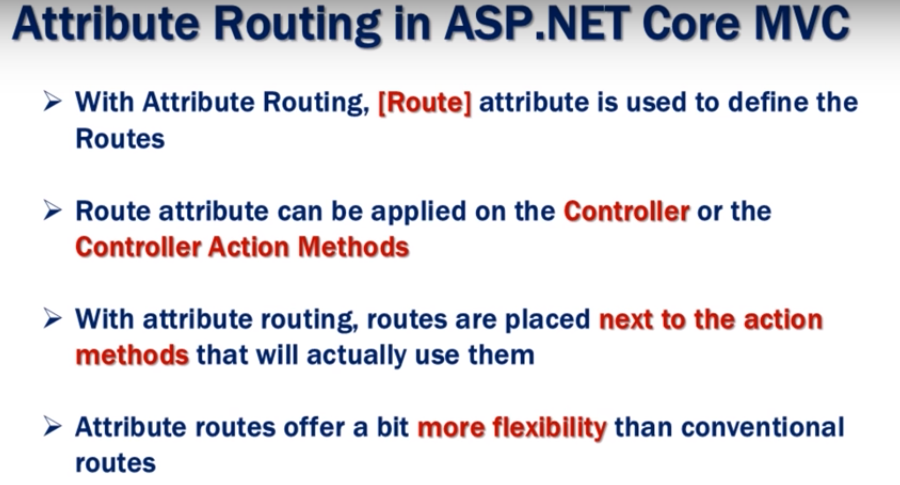 Attribute Routing in ASP.NET Core MVC
With Attribute Routing, [Route] attribute is used to define the
Routes
Route attribute can be applied on the Controller or the
Controller Action Methods
With attribute routing, routes are placed next to the action
methods that will actually use them
Attribute routes offer a bit more flexibility than conventional
routes